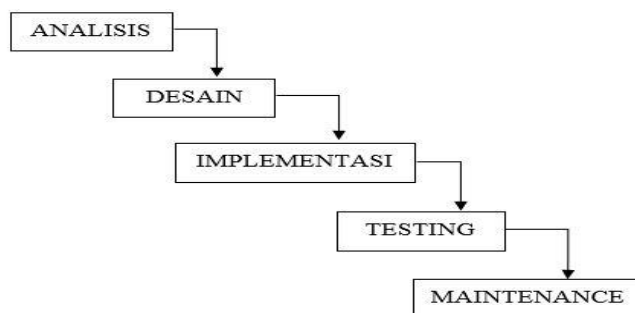 ANALISIS
DESAIN
IMPLEMENTASI
TESTING
MAINTENANCE